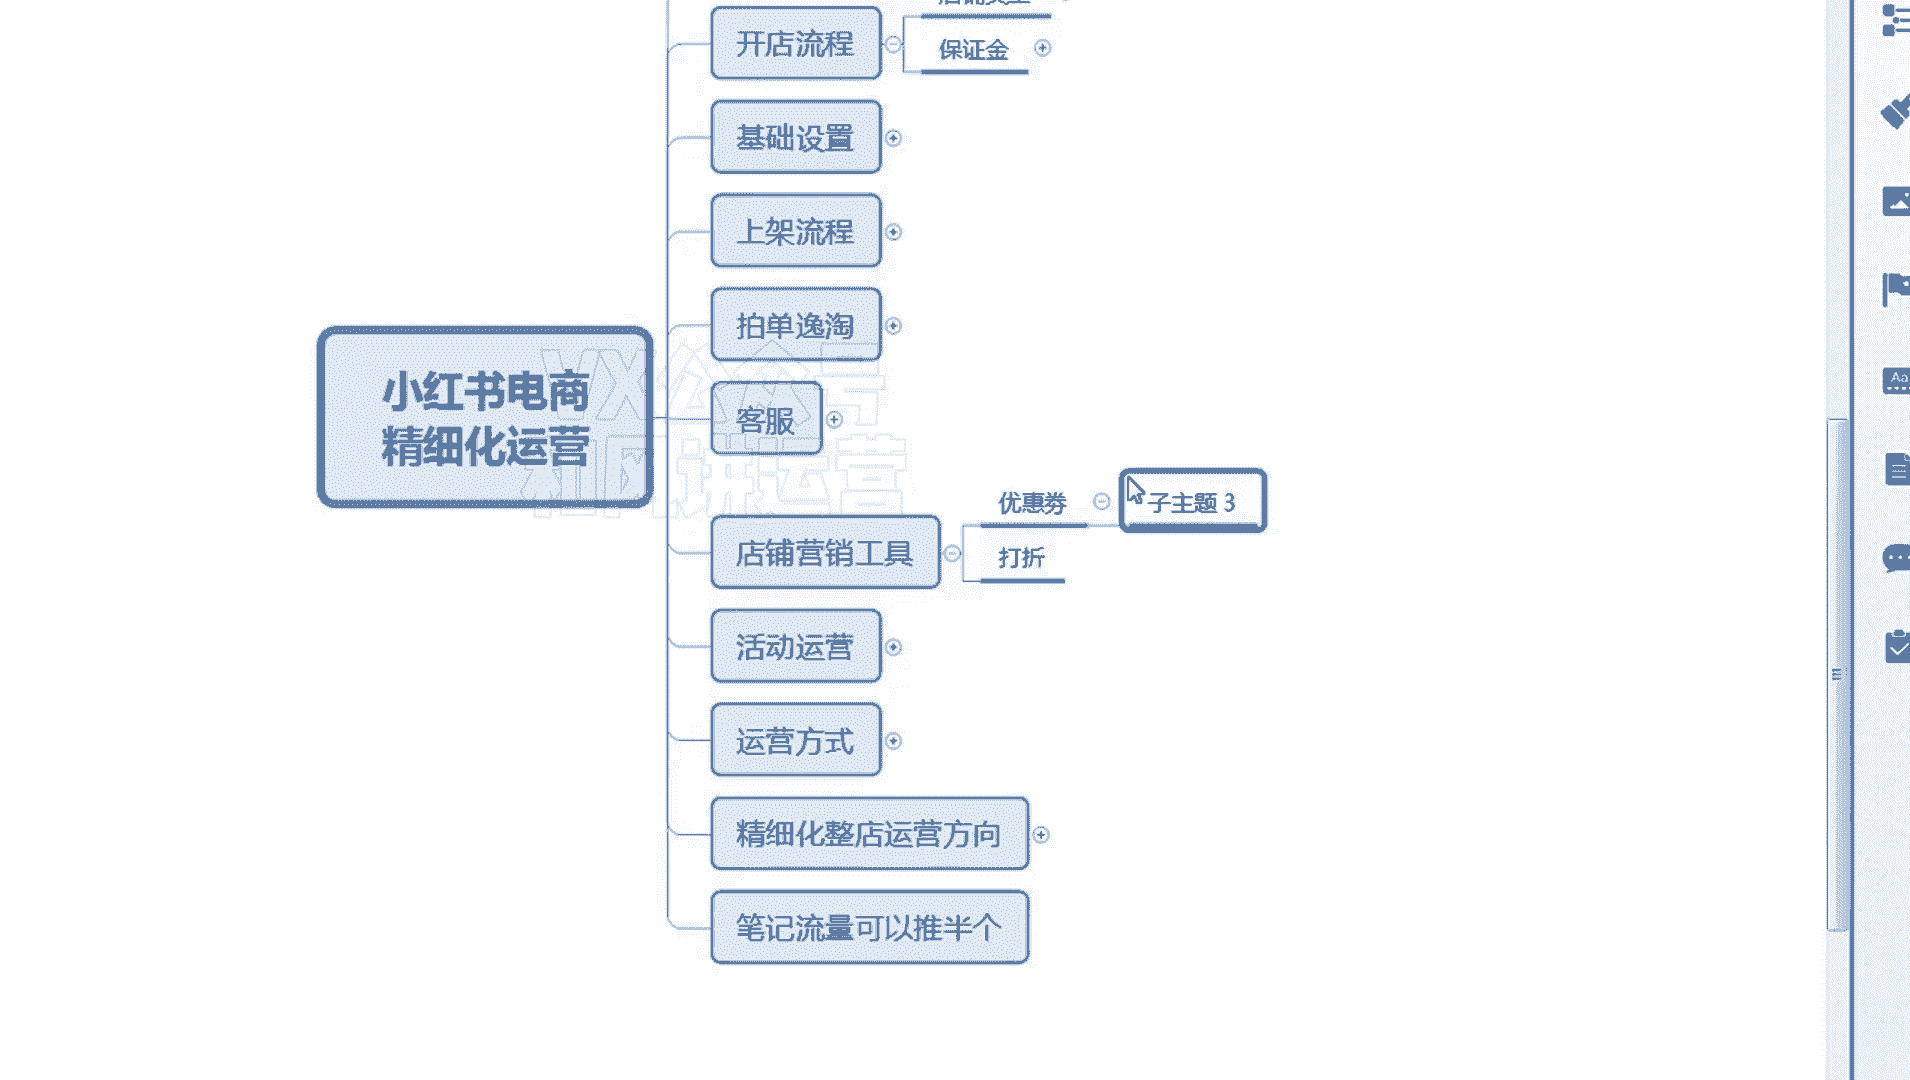 开店流程
保证金
基础设置
上架流程
拍单逸淘
客服
小红书电商
精细化运营
VX公众号
社网讲运营
优惠券
子主题 3
店铺营销工具
打折
活动运营
运营方式
精细化整店运营方向
笔记流量可以推半个
Aa